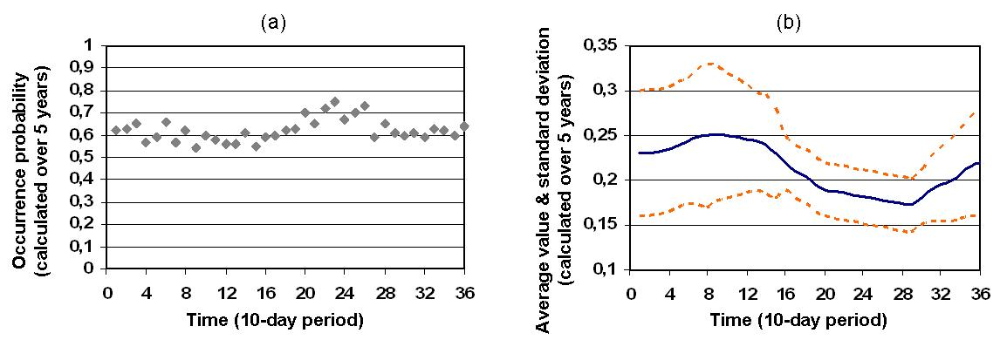 (a)
Occurrence probability
(calculated over 5 years)
1
0,9
0,8
0,7
0,6
0,5
0,4
0,3
0,2
0,1
0
0 4 8 12 16 20 24 28 32 36
Time (10-day period)
(b)
Average value & standard deviation
(calculated over 5 years)
0,35
0,3
0,25
0,2
0,15
0,1
0 4 8 12 16 20 24 28 32 36
Time (10-day period)